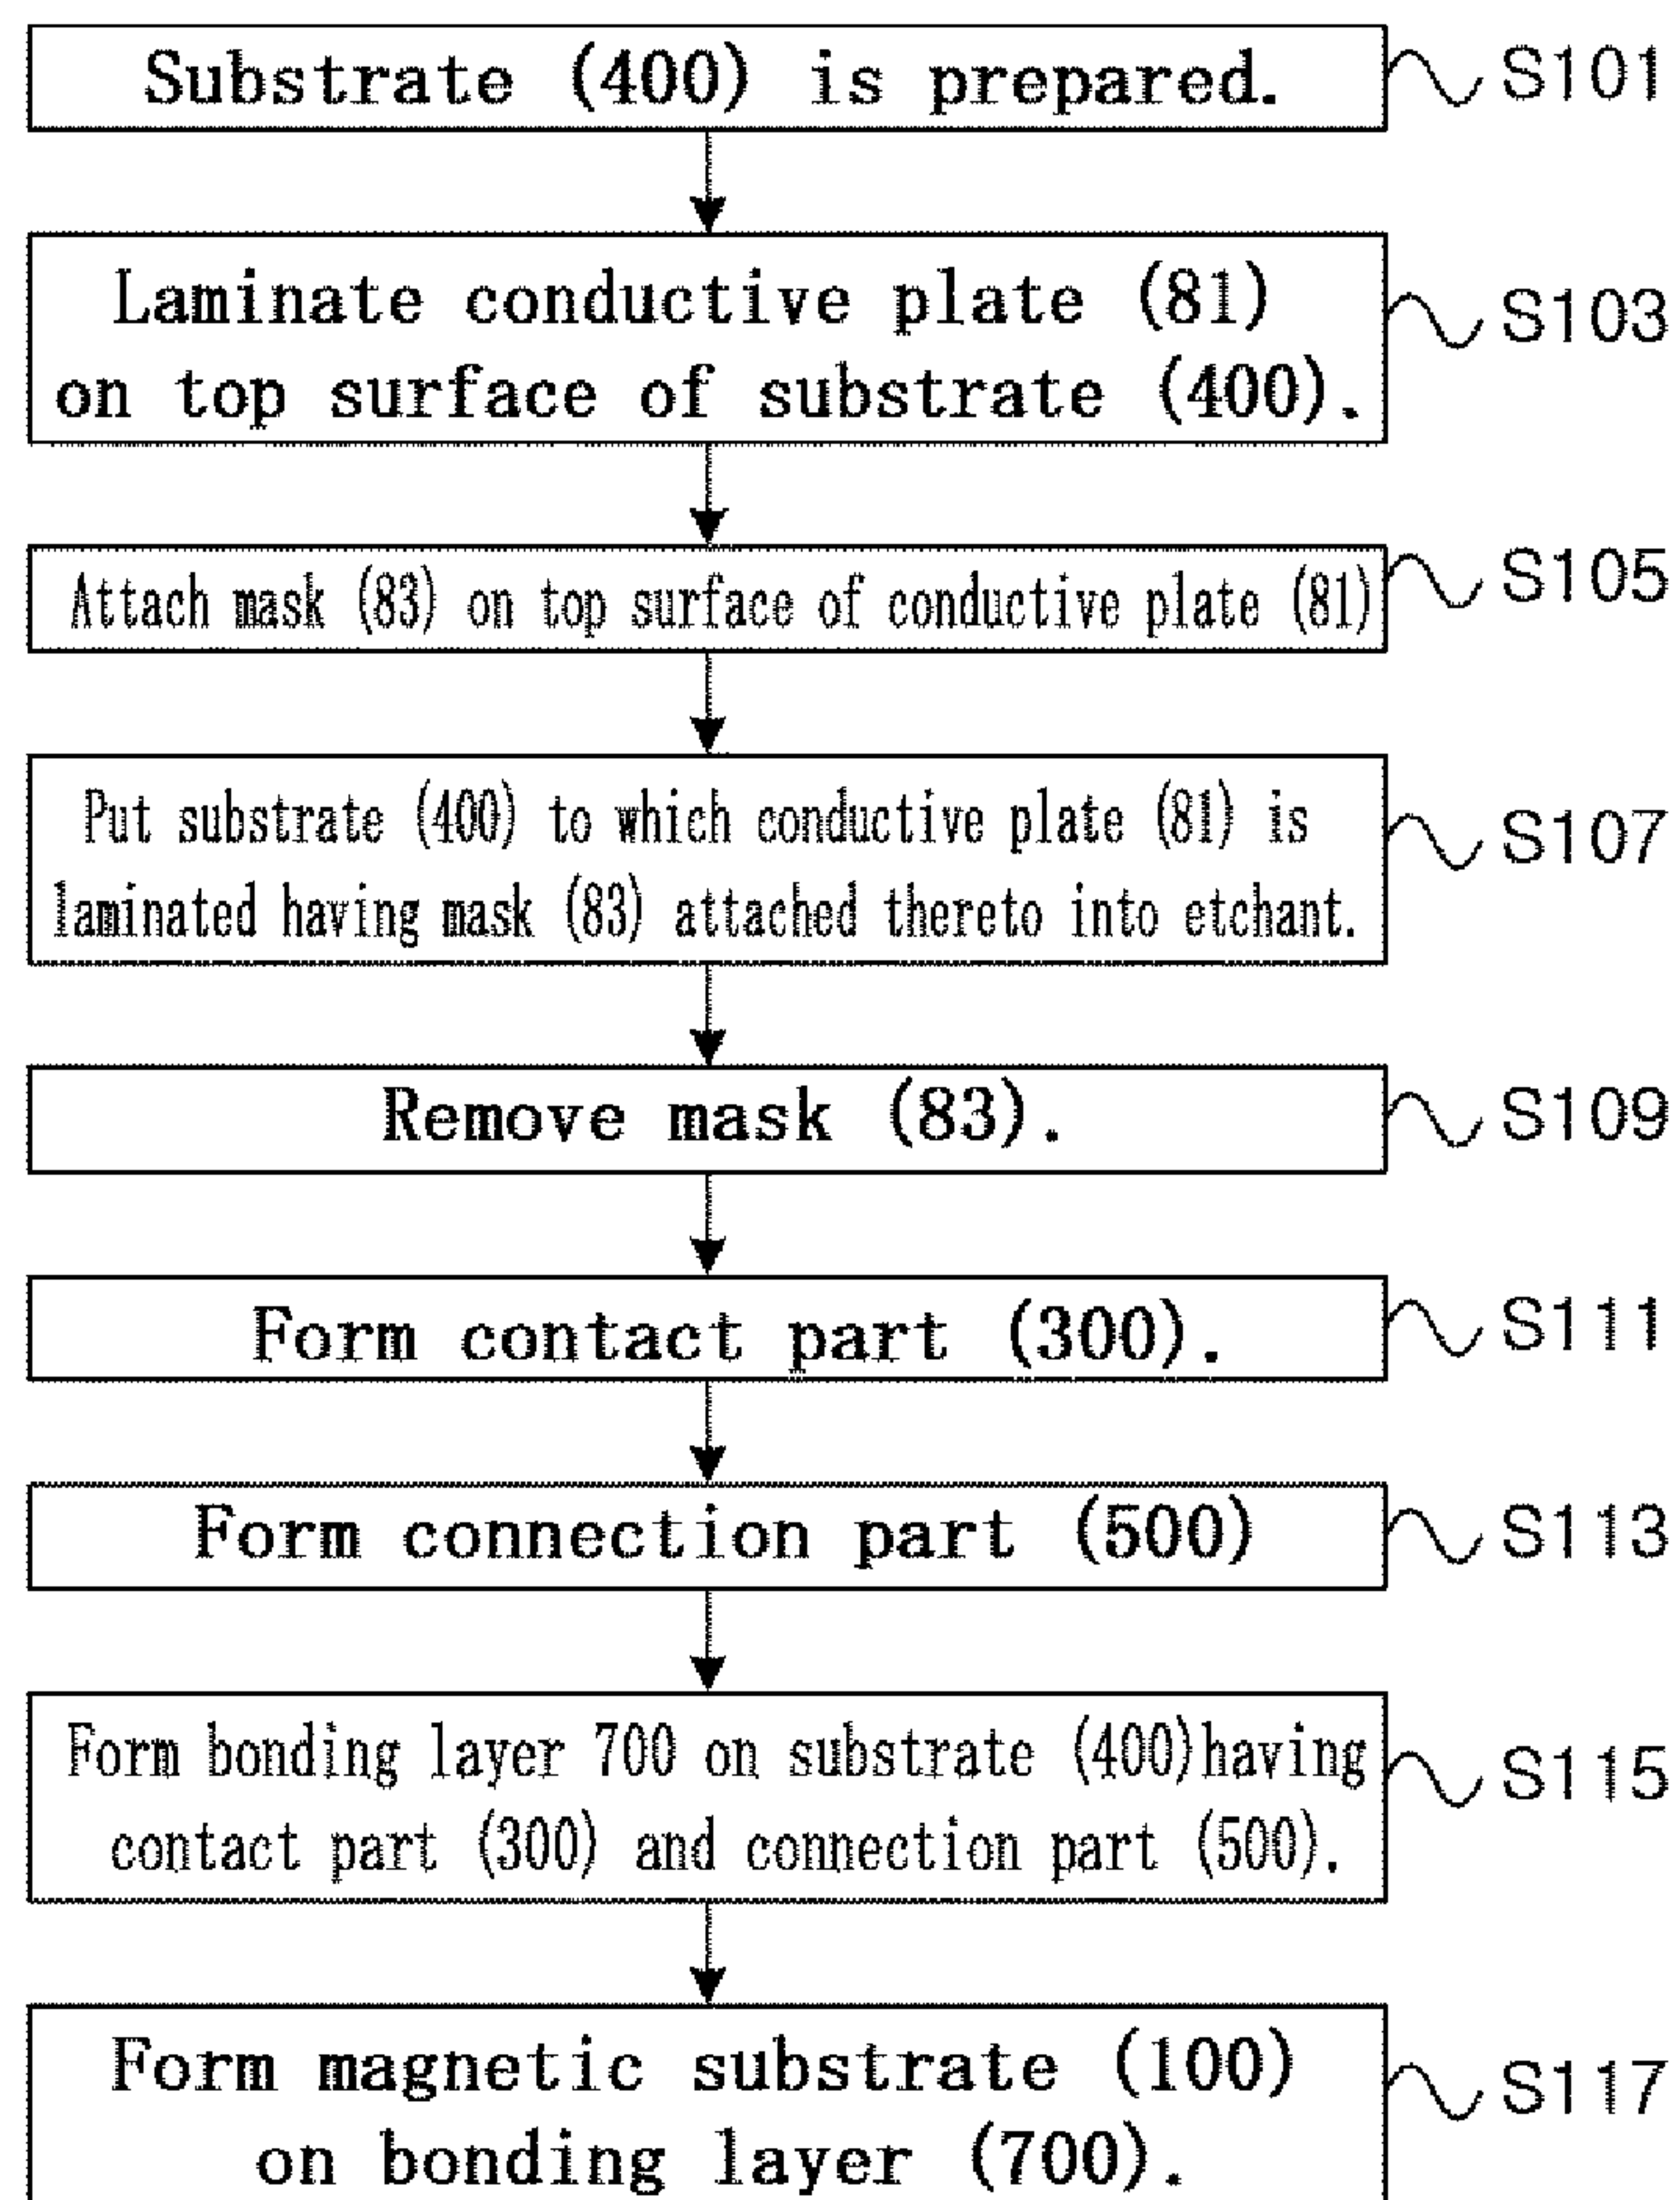 Substrate (400) is prepared.
S101
Laminate conductive plate (81)
on top surface of substrate (400).
S103
Attach mask (83) on top surface of conductive plate (81)
S105
Put substrate (400) to which conductive plate (81) is
laminated having mask (83) attached thereto into etchant.
S107
Remove mask (83).
S109
Form contact part (300).
S111
Form connection part (500)
S113
Form bonding layer 700 on substrate (400)having
contact part (300) and connection part (500).
S115
Form magnetic substrate (100)
on bonding layer (700).
S117